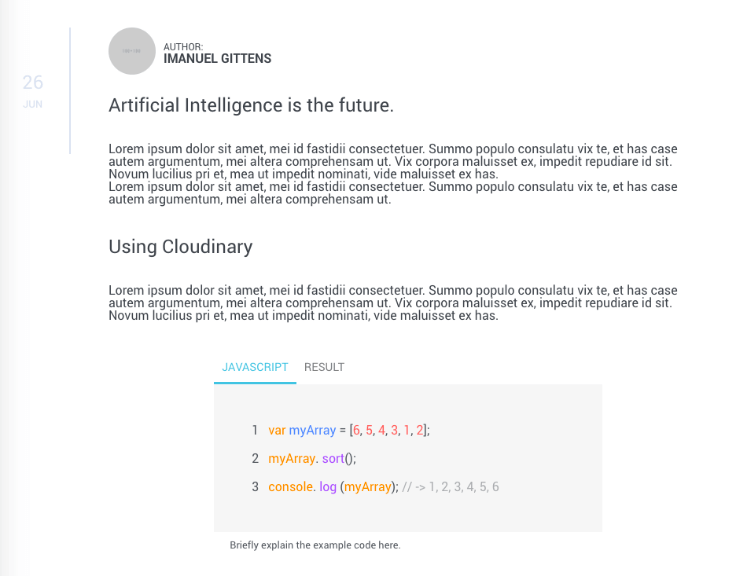 26
JUN
AUTHOR:
IMANUEL GITTENS
Artificial Intelligence is the future.
Lorem ipsum dolor sit amet, mei id fastidii consectetuer. Summo populo consulatu vix te, et has case
autem argumentum, mei altera comprehensam ut. Vix corpora maluisset ex, impedit repudiare id sit.
Novum lucilius pri et, mea ut impedit nominati, vide maluisset ex has.
Lorem ipsum dolor sit amet, mei id fastidii consectetuer. Summo populo consulatu vix te, et has case
autem argumentum, mei altera comprehensam ut.
Using Cloudinary
Lorem ipsum dolor sit amet, mei id fastidii consectetuer. Summo populo consulatu vix te, et has case
autem argumentum, mei altera comprehensam ut. Vix corpora maluisset ex, impedit repudiare id sit.
Novum lucilius pri et, mea ut impedit nominati, vide maluisset ex has.
JAVASCRIPT RESULT
1 var myArray = [6, 5, 4, 3, 1, 2];
2 myArray. sort();
3 console. log (myArray); // -> 1, 2, 3, 4, 5, 6
Briefly explain the example code here.